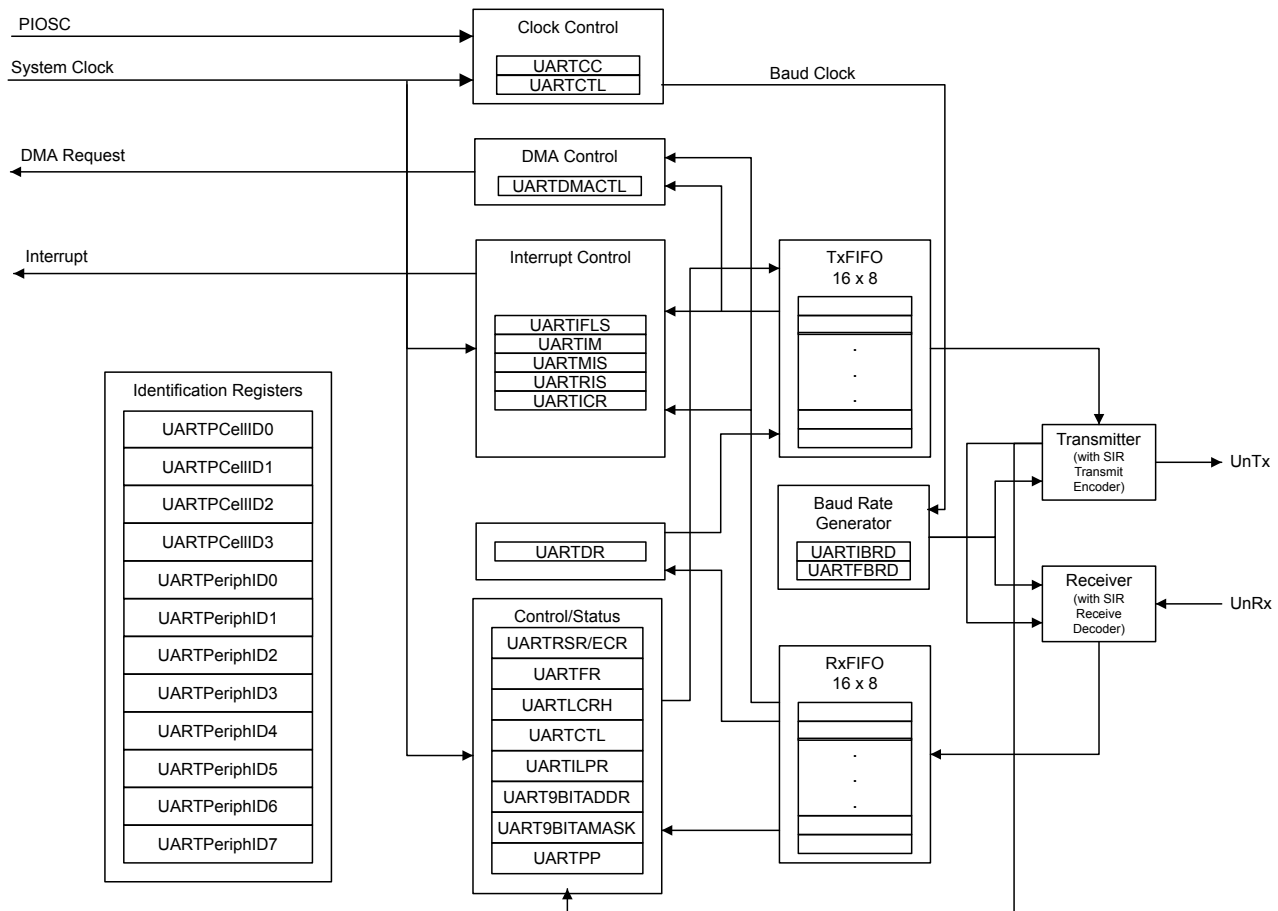 PIOSC
System Clock
Clock Control
UARTCC
UARTCTL
Baud Clock
DMA Request
DMA Control
UARTDMACTL
Interrupt
Interrupt Control
UARTIFLS
UARTIM
UARTMIS
UARTRIS
UARTICR
TxFIFO
16 x 8
.
.
.
Identification Registers
UARTPCellID0
UARTPCellID1
UARTPCellID2
UARTPCellID3
UARTPeriphID0
UARTPeriphID1
UARTPeriphID2
UARTPeriphID3
UARTPeriphID4
UARTPeriphID5
UARTPeriphID6
UARTPeriphID7
UARTDR
Baud Rate
Generator
UARTIBRD
UARTFBRD
Transmitter
(with SIR
Transmit
Encoder)
UnTx
Receiver
(with SIR
Receive
Decoder)
UnRx
Control/Status
UARTRSR/ECR
UARTFR
UARTLCRH
UARTCTL
UARTILPR
UART9BITADDR
UART9BITAMASK
UARTPP
RxFIFO
16 x 8
.
.
.